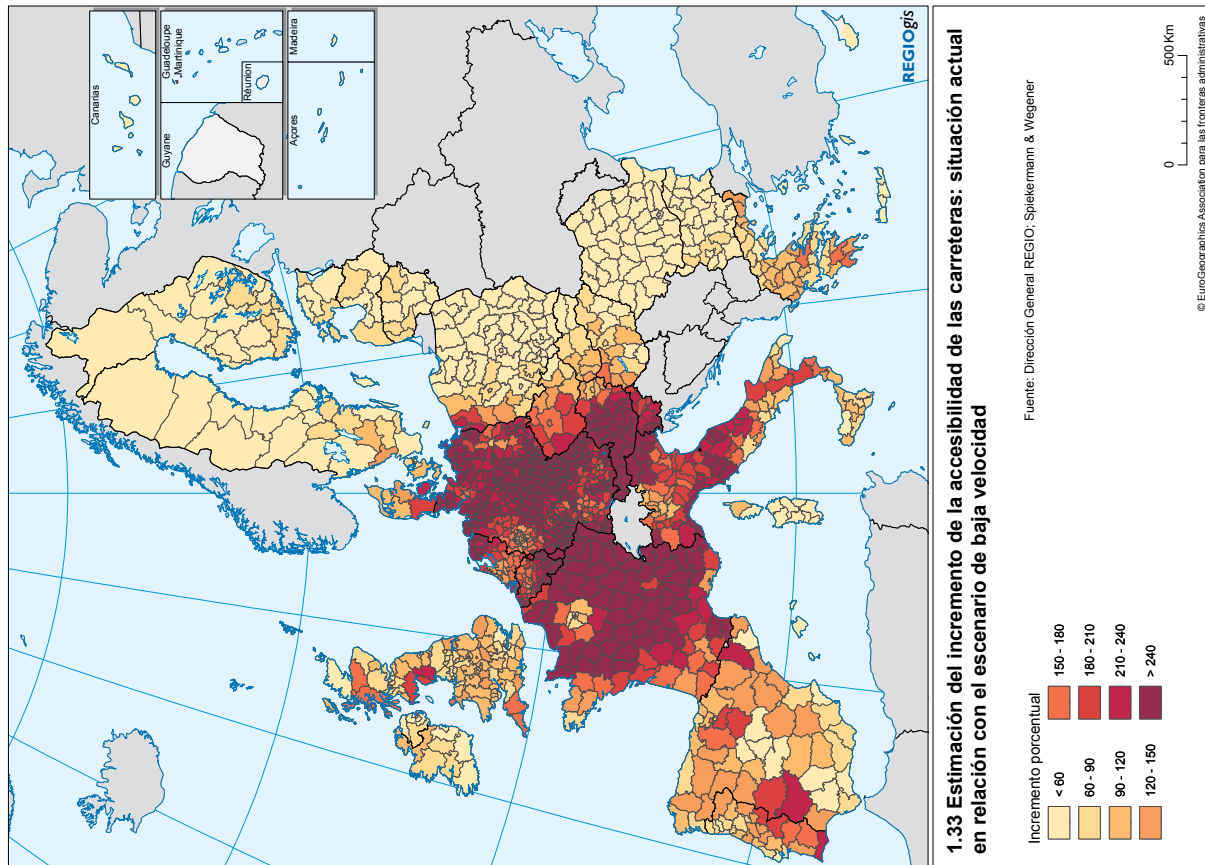 Canarias
Guyane
Guadeloupe
Martinique
Réunion
Açores
Madeira
REGIOgis
1.33 Estimación del incremento de la accesibilidad de las carreteras: situación actual
en relación con el escenario de baja velocidad
Incremento porcentual
< 60
60 - 90
90 - 120
120 - 150
150 - 180
180 - 210
210 - 240
> 240
Fuente: Dirección General REGIO; Spiekermann & Wegener
0 500 Km
© EuroGeographics Association para las fronteras administrativas